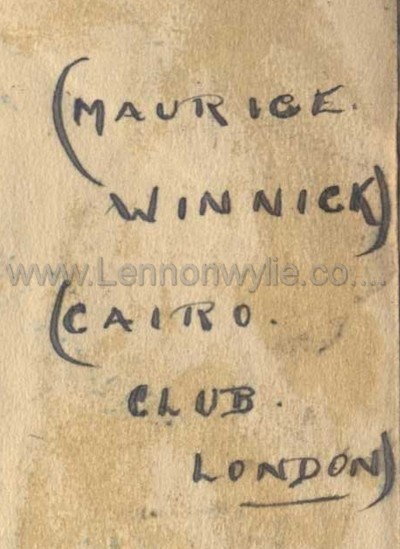 (MAURICE.
WINNICK)
www.Lennonwylie.co....
(CAIRO.
CLUB.
LONDON)